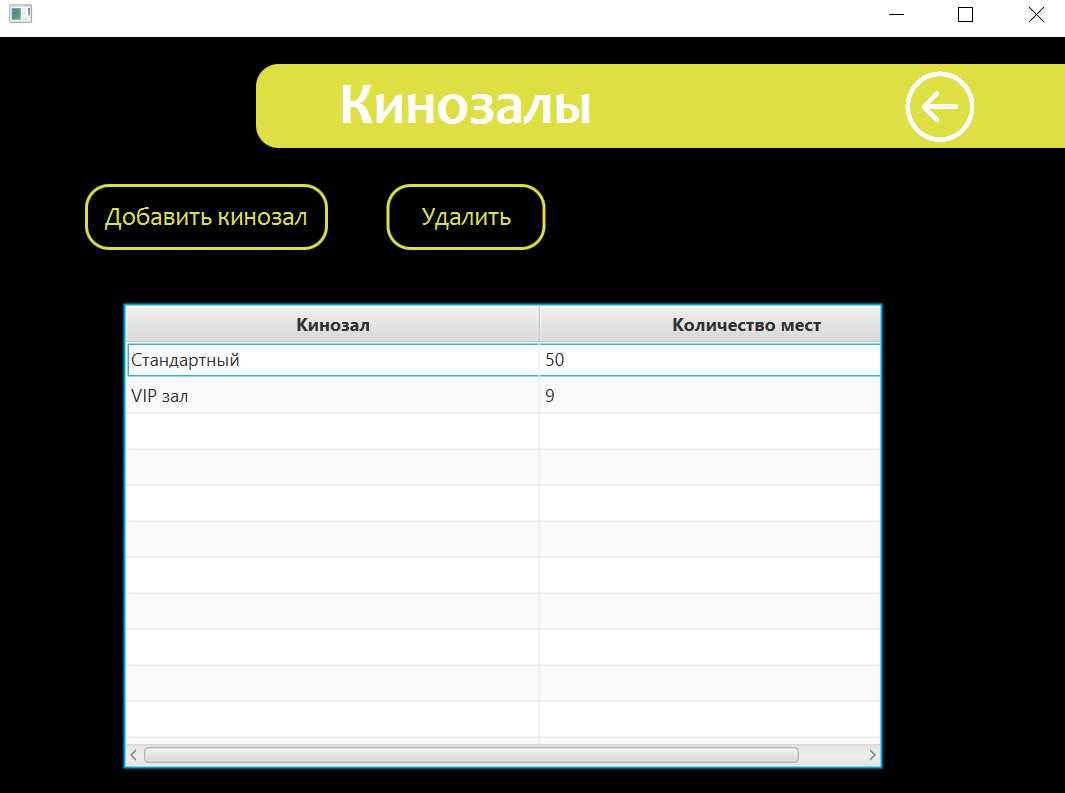 Кинозалы
Добавить кинозал Удалить
Кинозал Количество мест
Стандартный 50
VIP зал 9